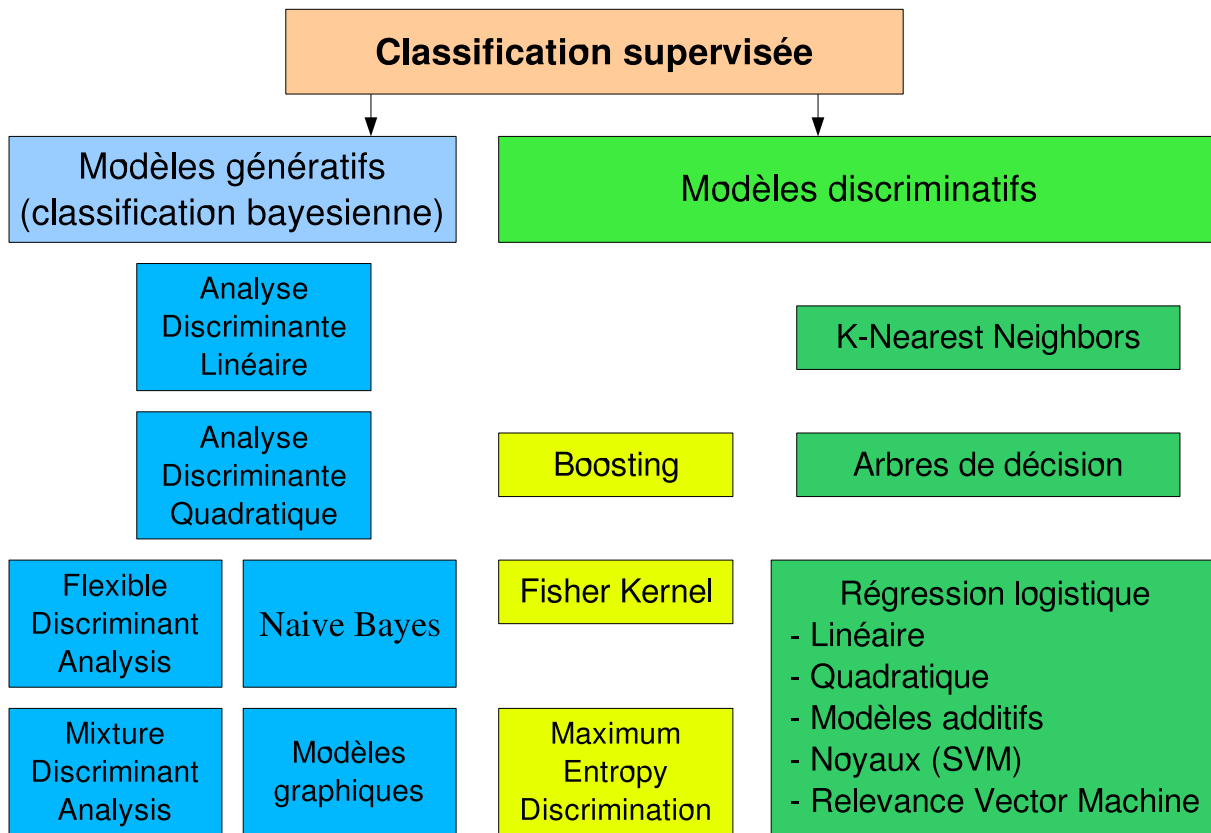 Classification supervisée
Modèles génératifs
(classification bayesienne)
Modèles discriminatifs
Analyse
Discriminante
Linéaire
K-Nearest Neighbors
Analyse
Discriminante
Quadratique
Boosting
Arbres de décision
Flexible
Discriminant
Analysis
Naive Bayes
Fisher Kernel
Régression logistique
- Linéaire
- Quadratique
- Modèles additifs
- Noyaux (SVM)
- Relevance Vector Machine
Mixture
Discriminant
Analysis
Modèles
graphiques
Maximum
Entropy
Discrimination